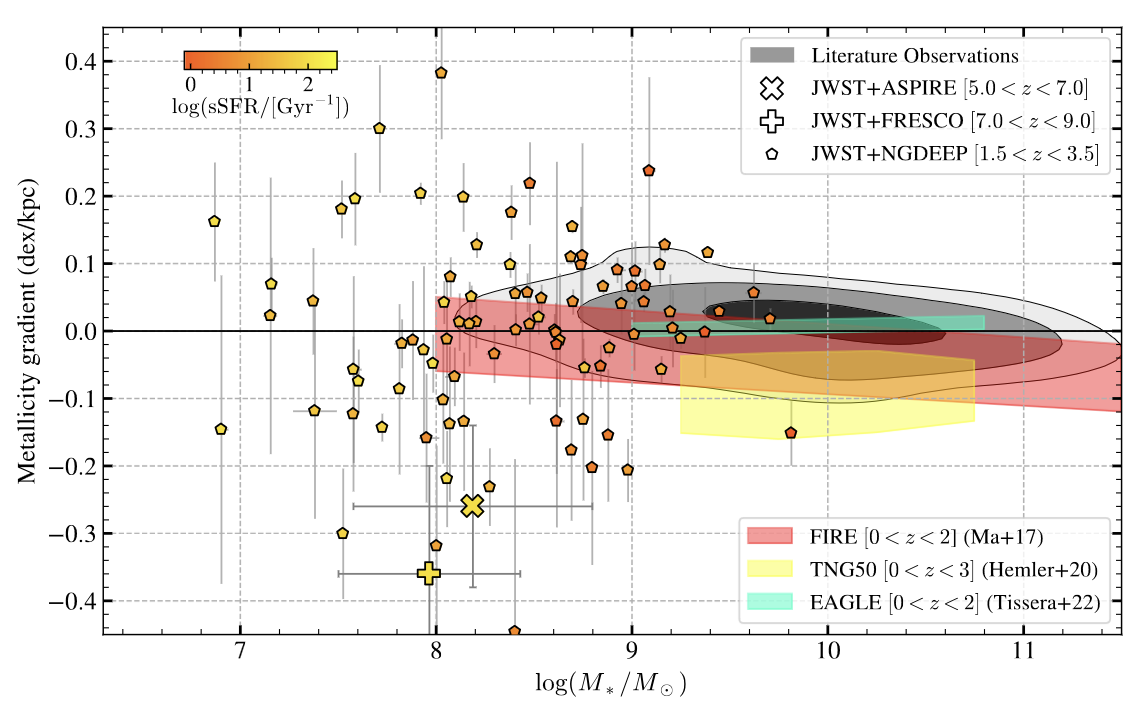 0.4
0.3
0.2
0.1
0.0
−0.1
−0.2
−0.3
−0.4
Metallicity gradient (dex/kpc)
0 1 2
log(sSFR/[Gyr⁻¹])
Literature Observations
JWST+ASPIRE [5.0 < z < 7.0]
JWST+FRESCO [7.0 < z < 9.0]
JWST+NGDEEP [1.5 < z < 3.5]
FIRE [0 < z < 2] (Ma+17)
TNG50 [0 < z < 3] (Hemler+20)
EAGLE [0 < z < 2] (Tissera+22)
7 8 9 10 11
log(M∗/M⊙)